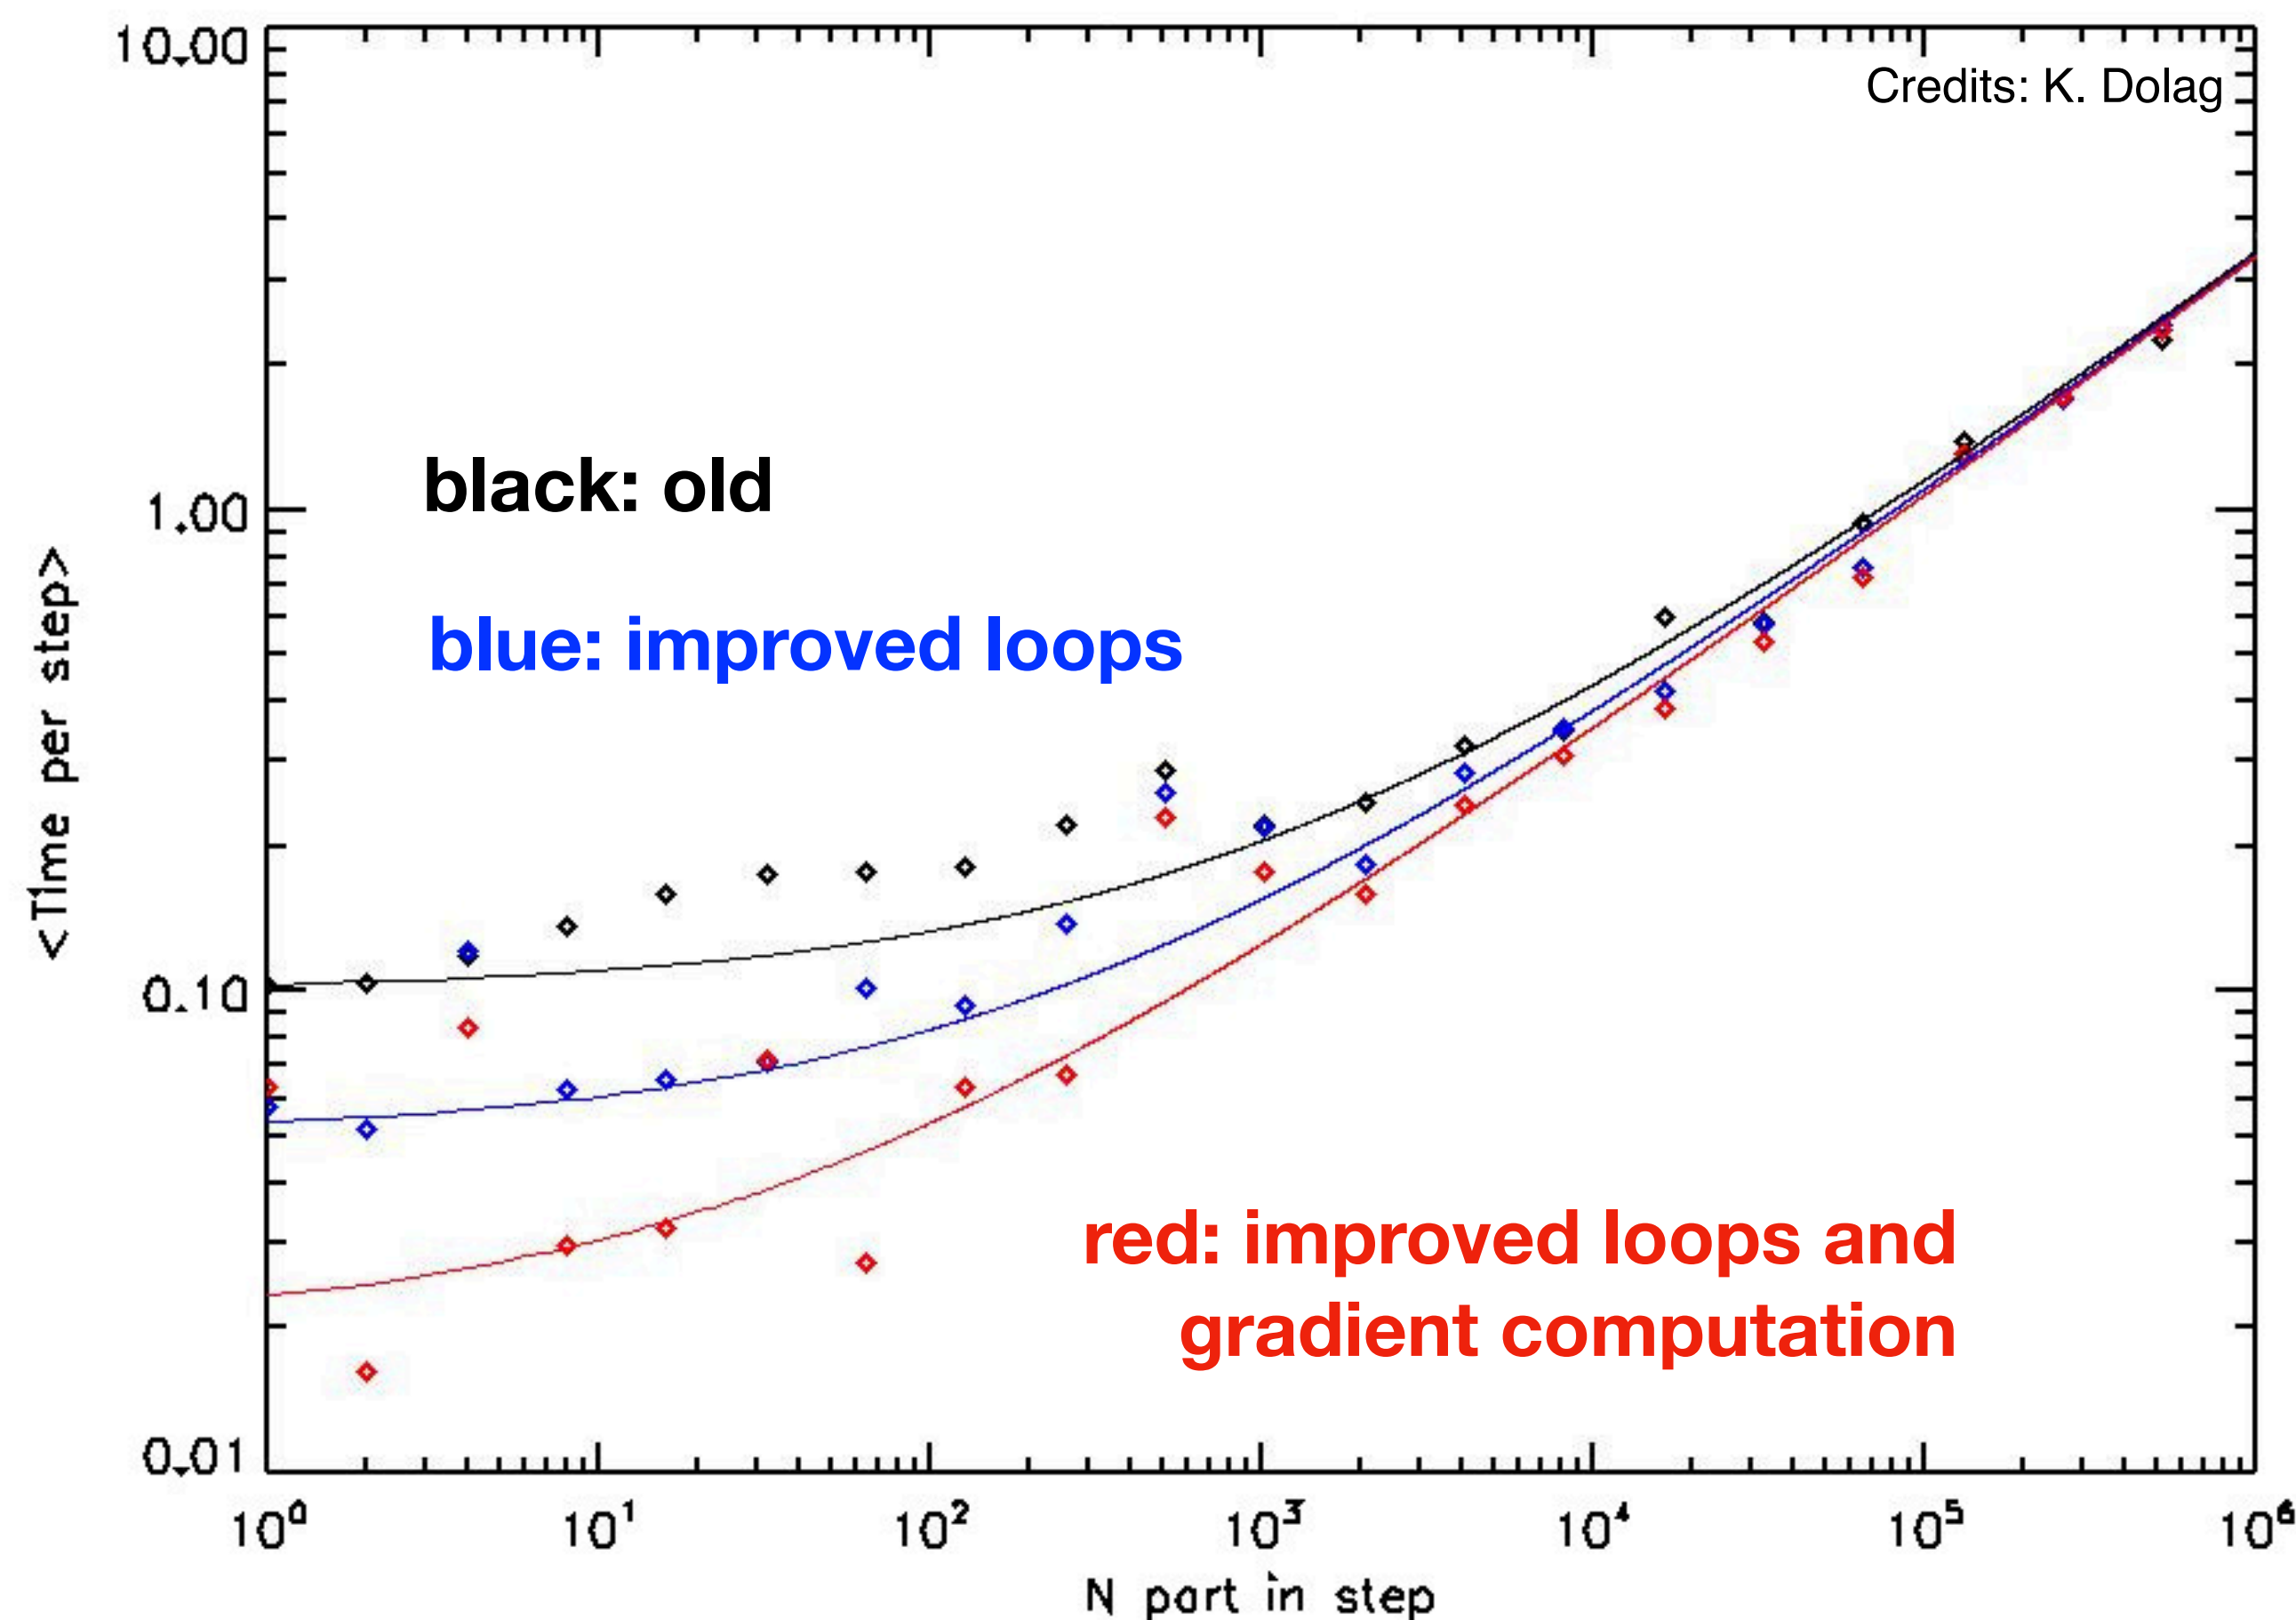 10.00
Credits: K. Dolag
black: old
1.00
blue: improved loops
<Time per step>
0.10
red: improved loops and
gradient computation
0.01
10⁰ 10¹ 10² 10³ 10⁴ 10⁵ 10⁶
N part in step